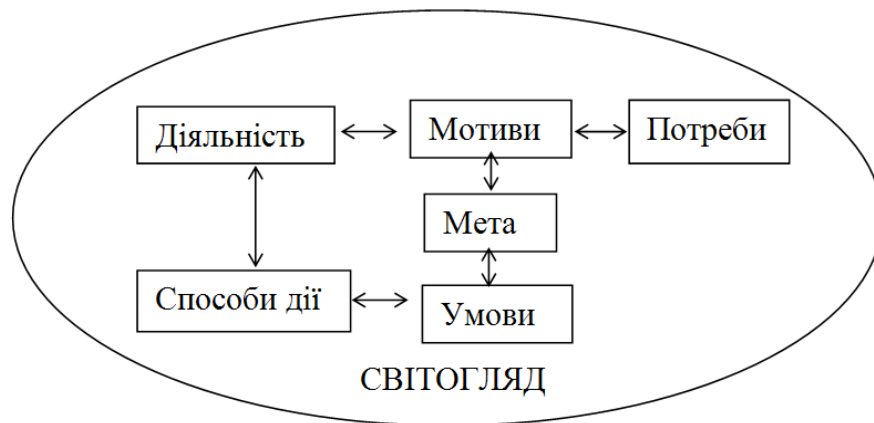 Діяльність
Мотиви
Потреби
Мета
Способи дії
Умови
СВІТОГЛЯД